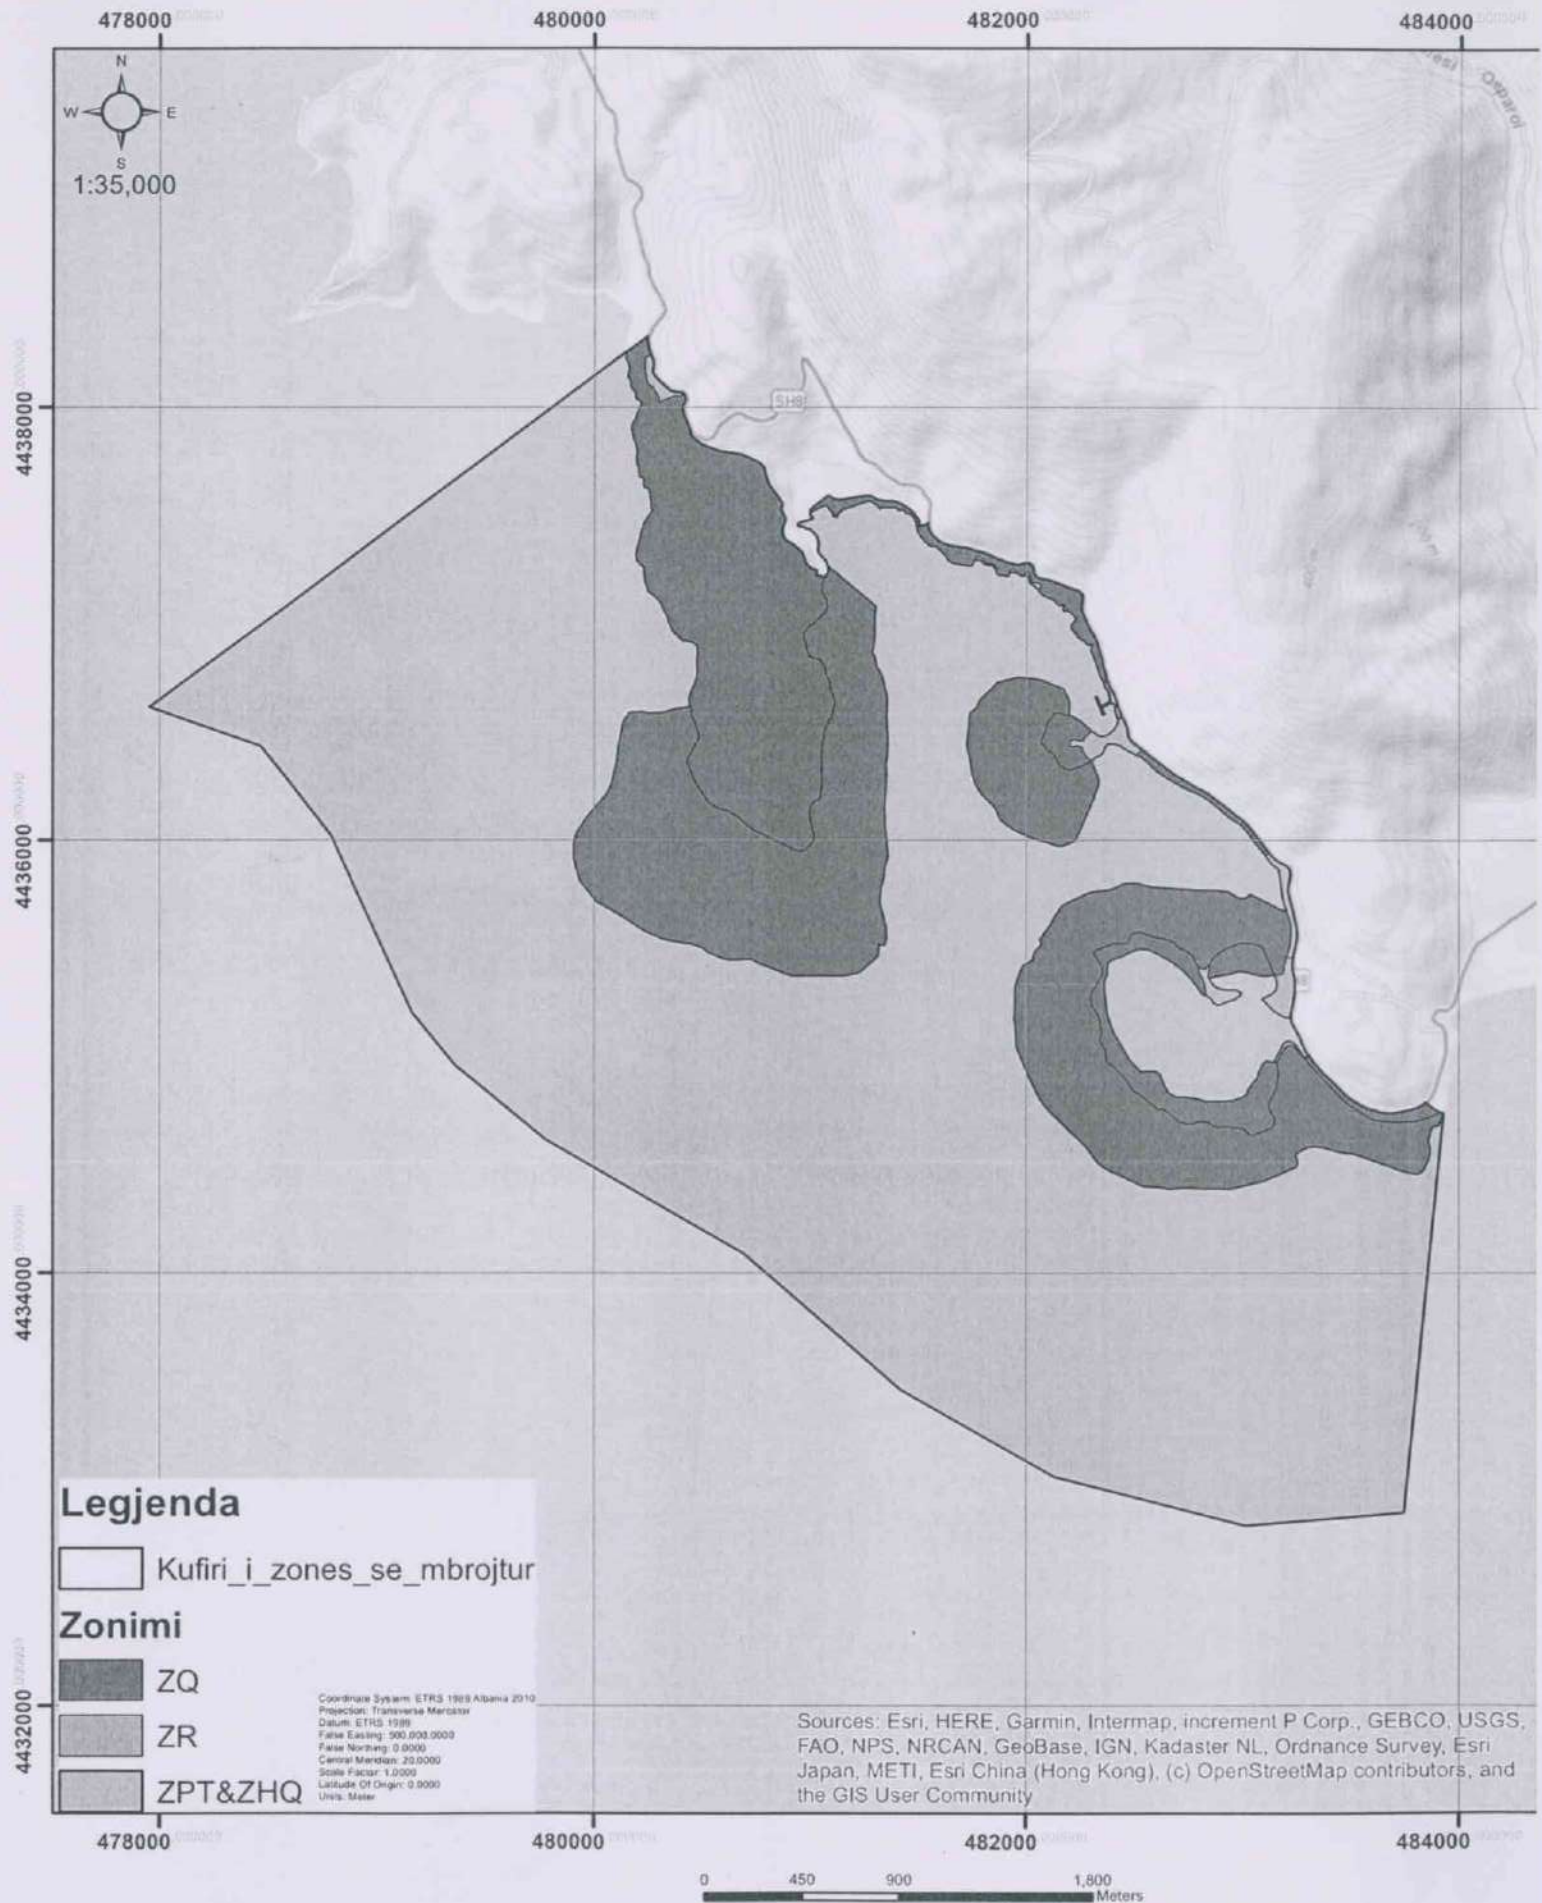 478000 480000 482000 484000
N
W E
S
1:35,000
Osparoi
SH8
4438000
4436000
4434000
4432000
Legjenda
Kufiri_i_zones_se_mbrojtur
Zonimi
ZQ
ZR
ZPT&ZHQ
Coordinate System: ETRS 1989 Albania 2010
Projection: Transverse Mercator
Datum: ETRS 1989
False Easting: 500,000.0000
False Northing: 0.0000
Central Meridian: 20.0000
Scale Factor: 1.0000
Latitude Of Origin: 0.0000
Units: Meter
Sources: Esri, HERE, Garmin, Intermap, increment P Corp., GEBCO, USGS,
FAO, NPS, NRCAN, GeoBase, IGN, Kadaster NL, Ordnance Survey, Esri
Japan, METI, Esri China (Hong Kong), (c) OpenStreetMap contributors, and
the GIS User Community
478000 480000 482000 484000
0 450 900 1,800
Meters